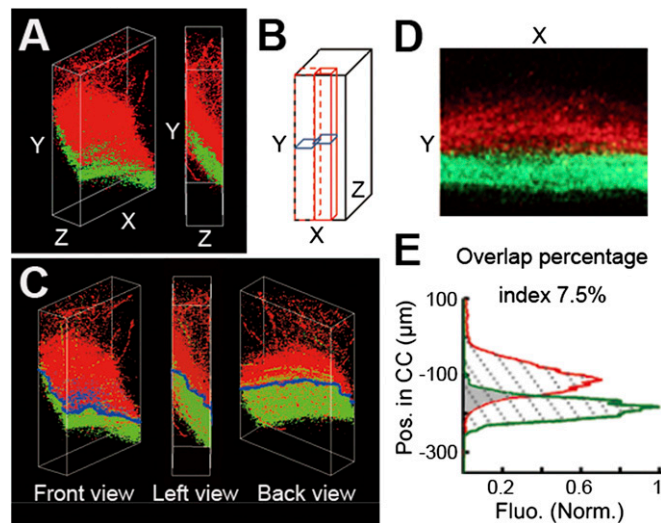 A
Y
Z
X
Y
Z
B
Y
Z
X
C
Front view
Left view
Back view
D
X
Y
E
Overlap percentage
index 7.5%
100
-100
-300
Pos. in CC (µm)
0.2
0.6
1
Fluo. (Norm.)